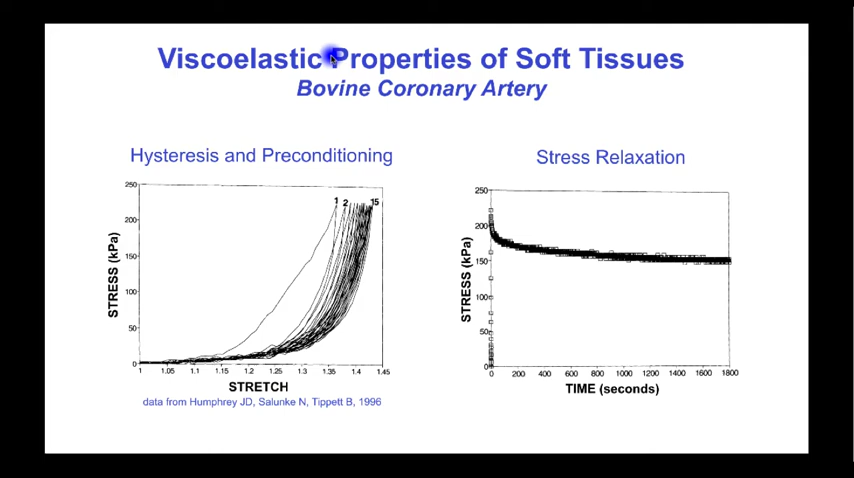 Viscoelastic Properties of Soft Tissues
Bovine Coronary Artery
Hysteresis and Preconditioning
250
200
150
100
50
0
STRESS (kPa)
1 2 15
1 1.05 1.1 1.15 1.2 1.25 1.3 1.35 1.4 1.45
STRETCH
data from Humphrey JD, Salunke N, Tippett B, 1996
Stress Relaxation
250
200
150
100
50
0
STRESS (kPa)
0 200 400 600 800 1000 1200 1400 1600 1800
TIME (seconds)